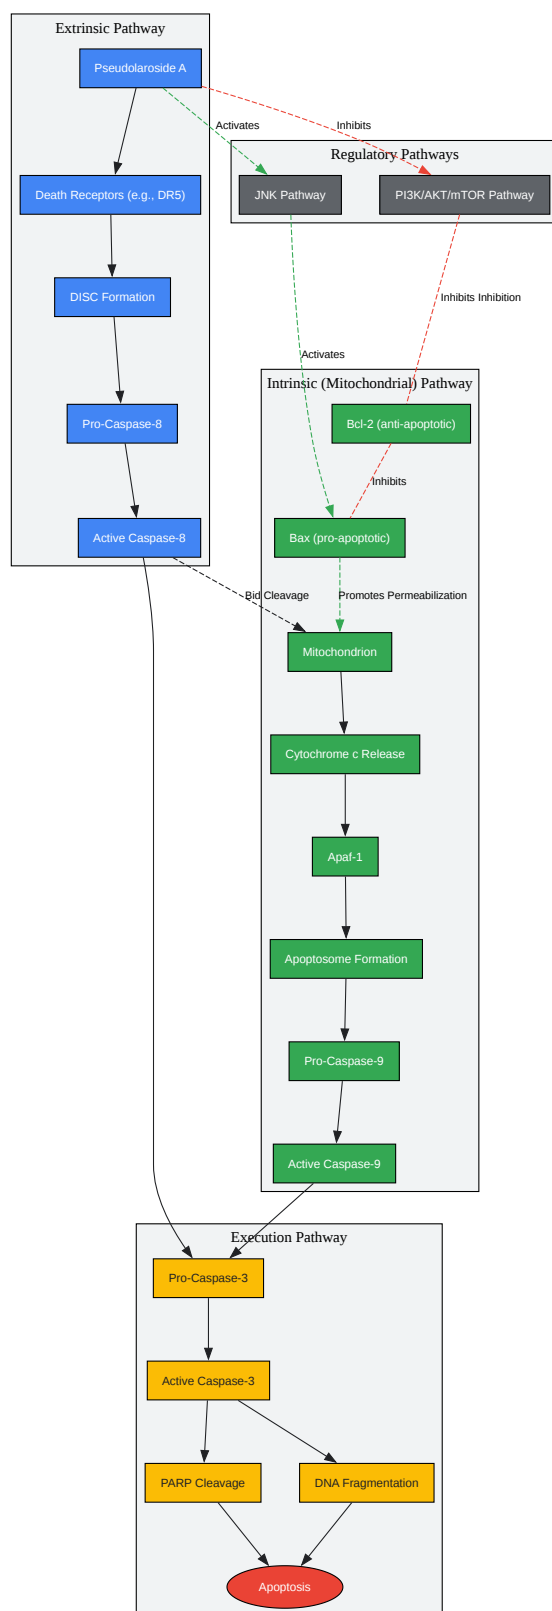 Extrinsic Pathway
Pseudolaroside A
Activates
Inhibits
Regulatory Pathways
Death Receptors (e.g., DR5)
JNK Pathway
PI3K/AKT/mTOR Pathway
DISC Formation
Inhibits Inhibition
Activates
Intrinsic (Mitochondrial) Pathway
Pro-Caspase-8
Bcl-2 (anti-apoptotic)
Inhibits
Active Caspase-8
Bax (pro-apoptotic)
Bid Cleavage
Promotes Permeabilization
Mitochondrion
Cytochrome c Release
Apaf-1
Apoptosome Formation
Pro-Caspase-9
Active Caspase-9
Execution Pathway
Pro-Caspase-3
Active Caspase-3
PARP Cleavage
DNA Fragmentation
Apoptosis